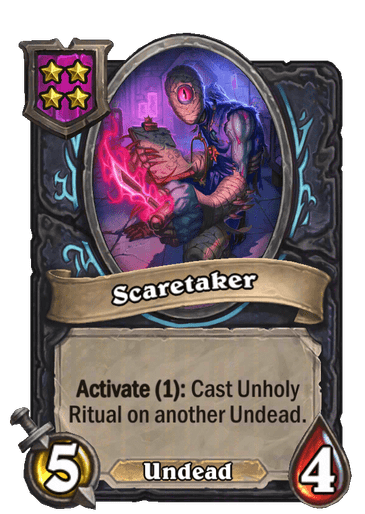 Scaretaker
Activate (1): Cast Unholy
Ritual on another Undead.
5
Undead
4